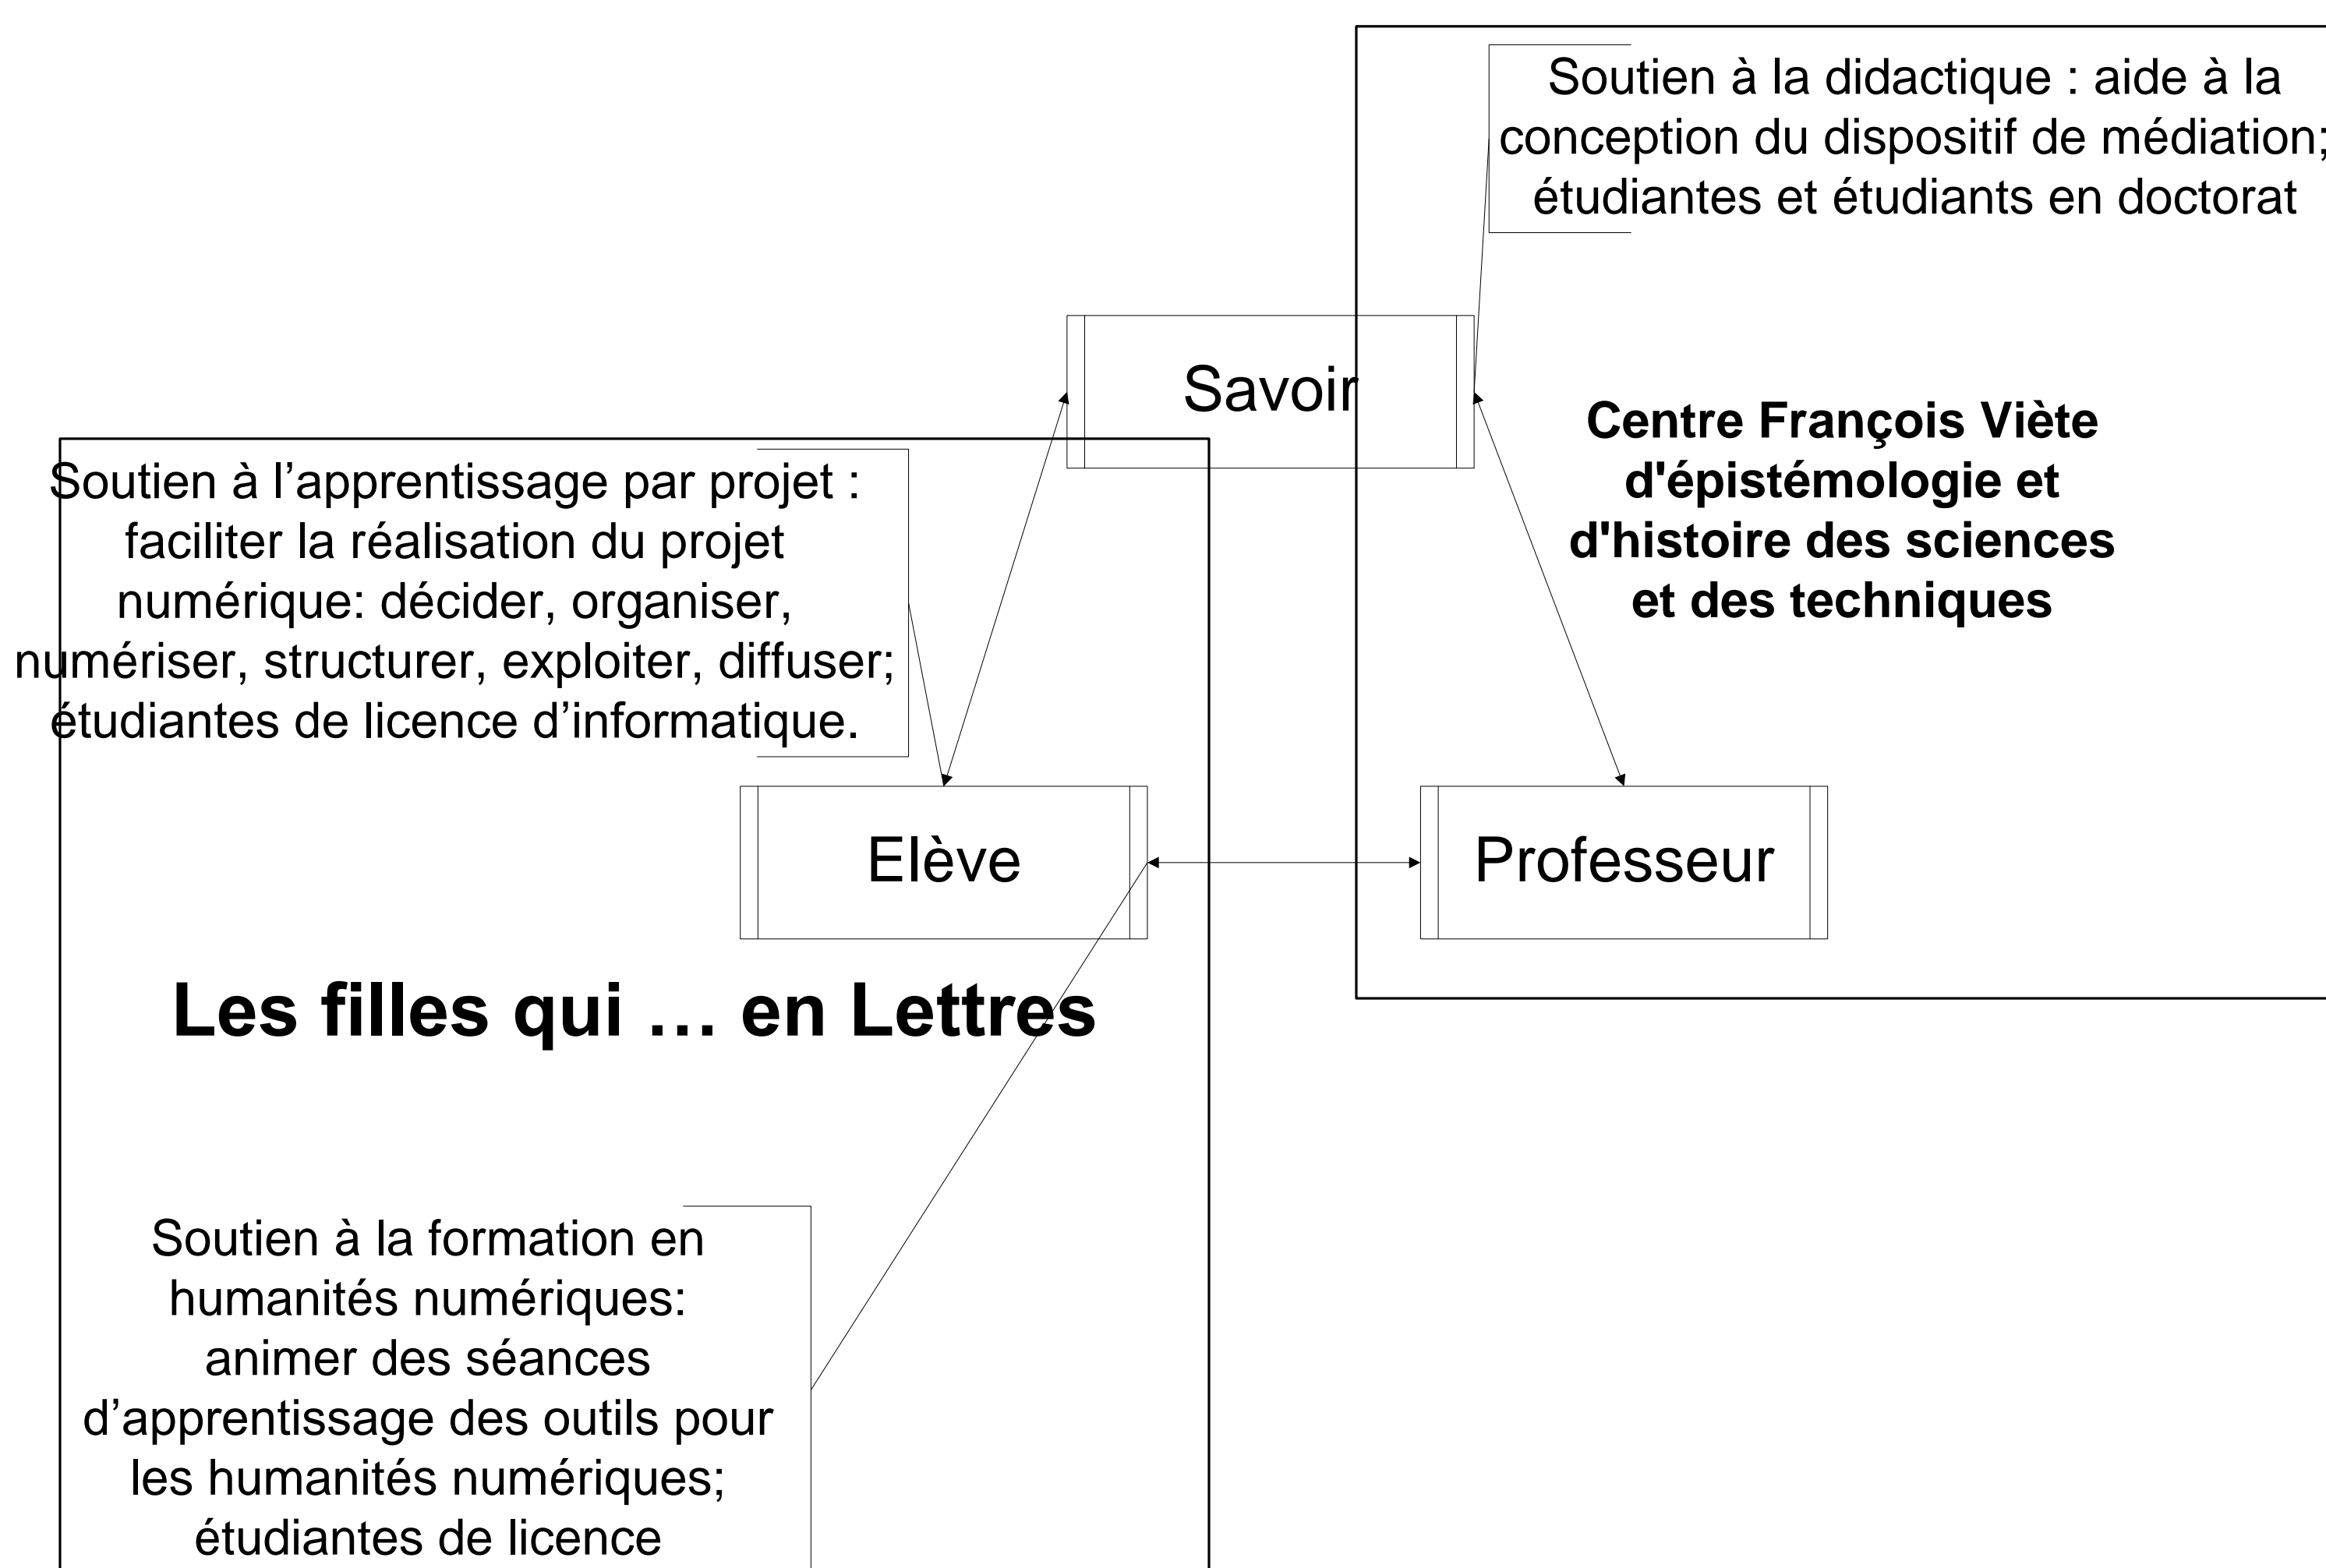 Soutien à la didactique : aide à la
conception du dispositif de médiation;
étudiantes et étudiants en doctorat
Savoir
Centre François Viète
d'épistémologie et
d'histoire des sciences
et des techniques
Soutien à l’apprentissage par projet :
faciliter la réalisation du projet
numérique: décider, organiser,
numériser, structurer, exploiter, diffuser;
étudiantes de licence d’informatique.
Elève
Professeur
Les filles qui … en Lettres
Soutien à la formation en
humanités numériques:
animer des séances
d’apprentissage des outils pour
les humanités numériques;
étudiantes de licence